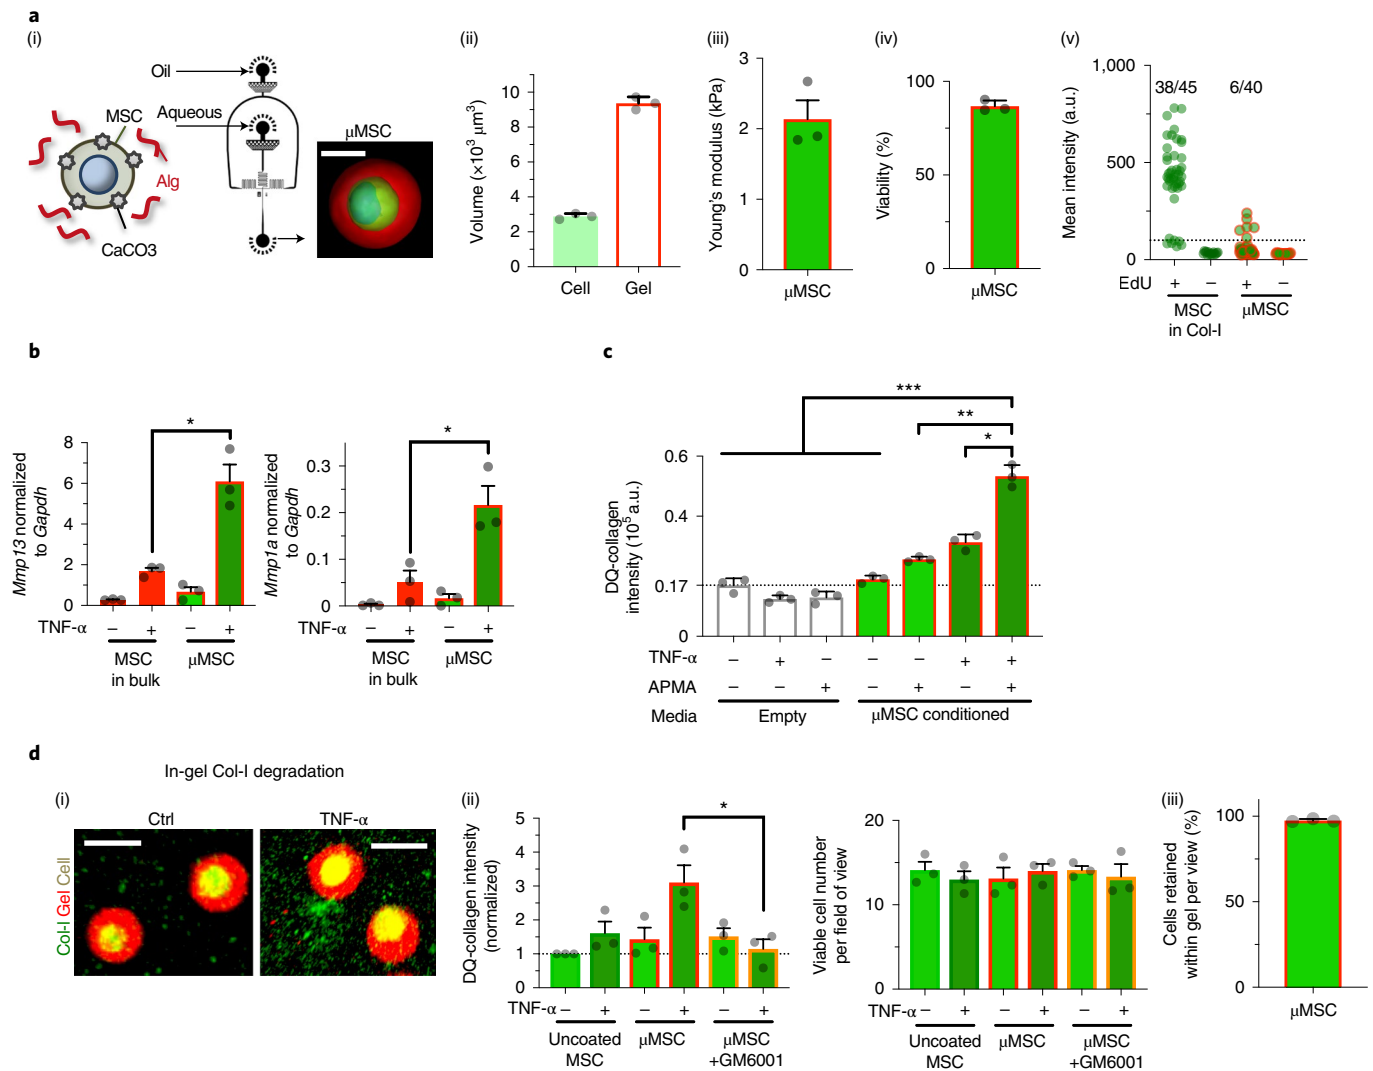 a
(i)
Oil
Aqueous
MSC
Alg
CaCO3
μMSC
(ii)
Volume (×10³ μm³)
10
8
6
4
2
0
Cell
Gel
(iii)
Young's modulus (kPa)
3
2
1
0
μMSC
(iv)
Viability (%)
100
50
0
μMSC
(v)
Mean intensity (a.u.)
1,000
500
0
38/45
6/40
EdU + − + −
MSC
in Col-I
μMSC
b
Mmp13 normalized
to Gapdh
8
6
4
2
0
*
TNF-α − + − +
MSC
in bulk
μMSC
Mmp1a normalized
to Gapdh
0.3
0.2
0.1
0
*
TNF-α − + − +
MSC
in bulk
μMSC
c
***
**
*
DQ-collagen
intensity (10⁵ a.u.)
0.6
0.4
0.17
0
TNF-α − + − − − + +
APMA − − + − + − +
Media Empty μMSC conditioned
d
In-gel Col-I degradation
(i)
Ctrl
TNF-α
Col-I Gel Cell
(ii)
DQ-collagen intensity
(normalized)
5
4
3
2
1
0
*
TNF-α − + − + − +
Uncoated
MSC
μMSC
μMSC
+GM6001
Viable cell number
per field of view
20
10
0
TNF-α − + − + − +
Uncoated
MSC
μMSC
μMSC
+GM6001
(iii)
Cells retained
within gel per view (%)
100
50
0
μMSC